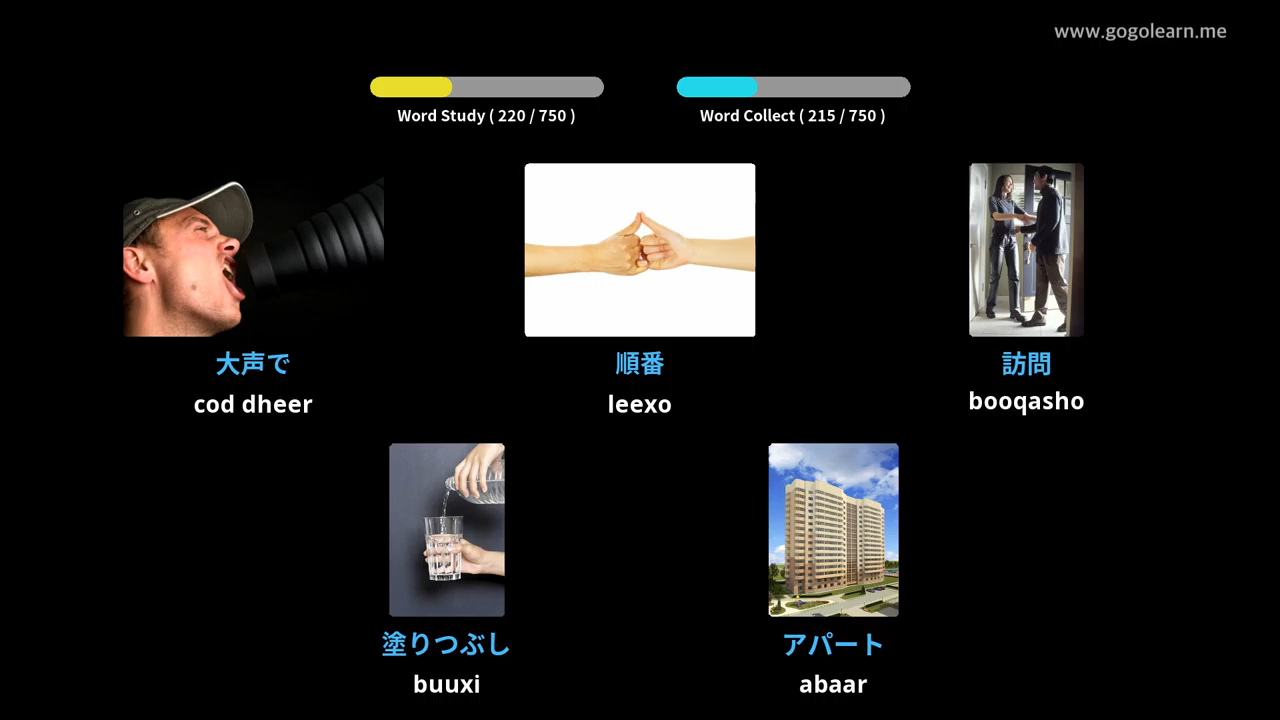 www.gogolearn.me
Word Study ( 220 / 750 )
Word Collect ( 215 / 750 )
大声で
cod dheer
順番
leexo
訪問
booqasho
塗りつぶし
buuxi
アパート
abaar